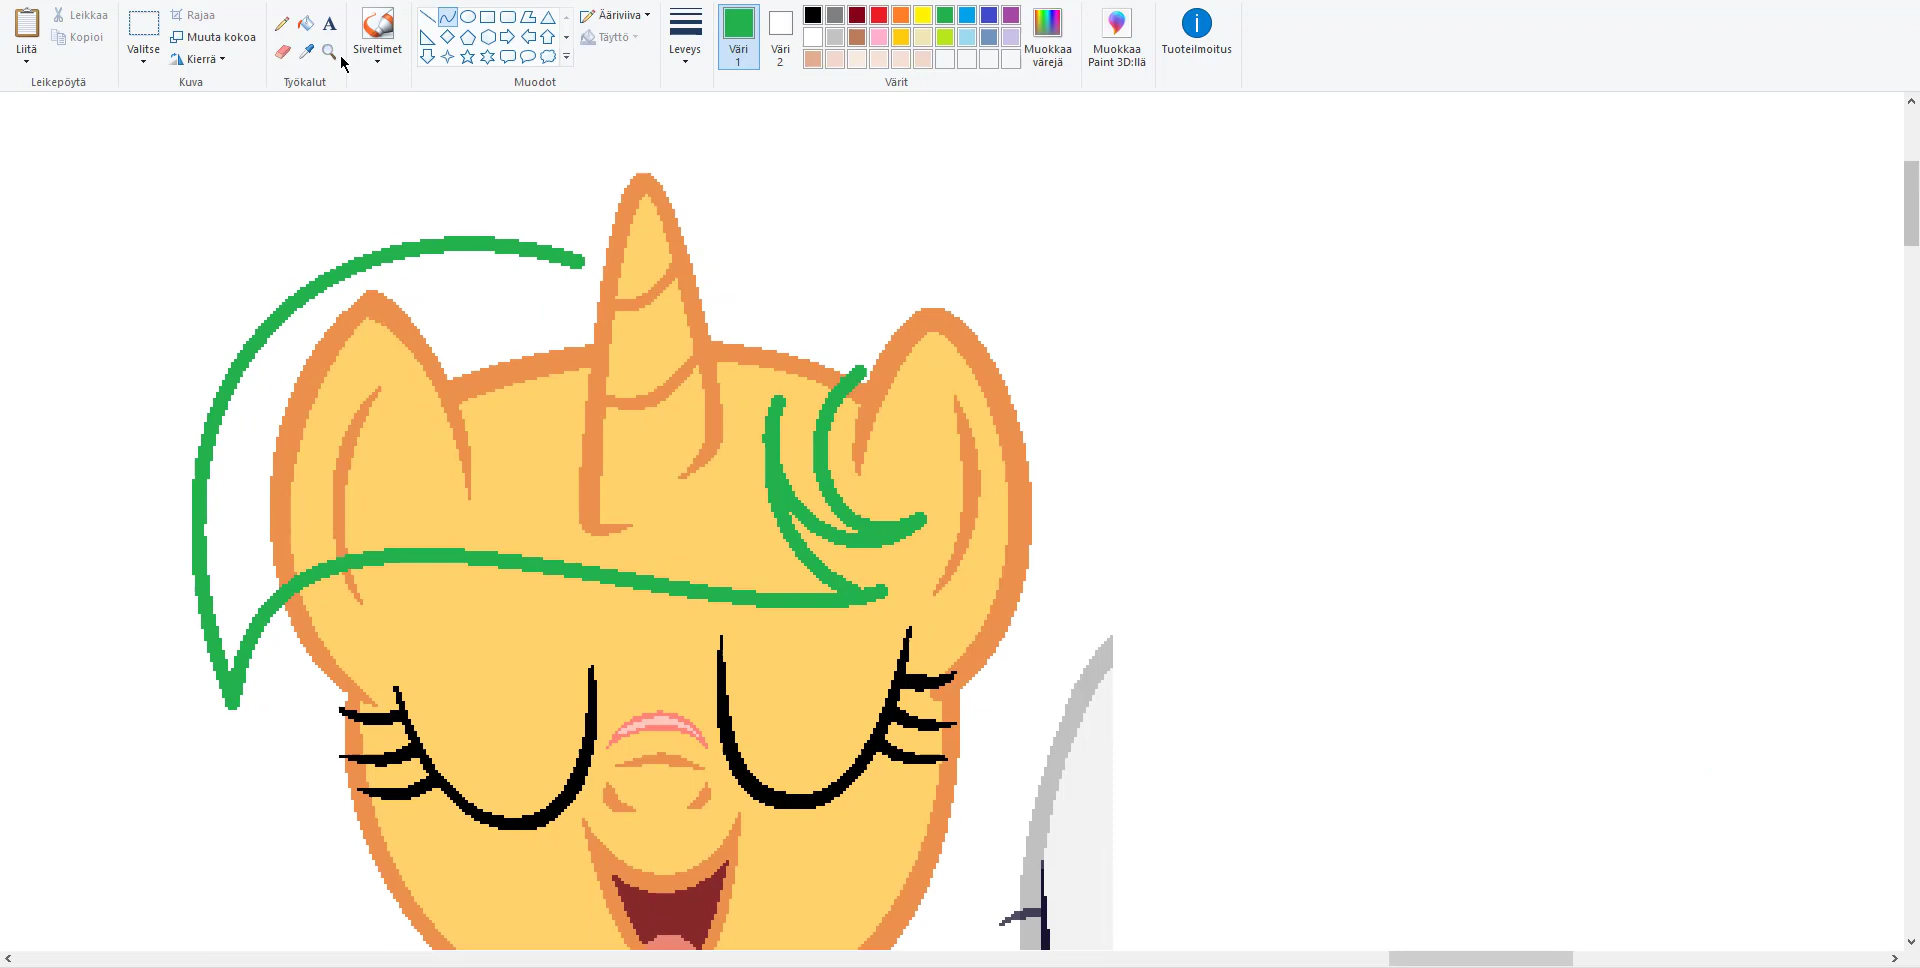 Liitä
Leikkaa
Kopioi
Leikepöytä
Valitse
Rajaa
Muuta kokoa
Kierrä
Kuva
A
Työkalut
Siveltimet
Ääriviiva
Täyttö
Muodot
Leveys
Väri
1
Väri
2
Muokkaa
värejä
Värit
Muokkaa
Paint 3D:llä
Tuoteilmoitus